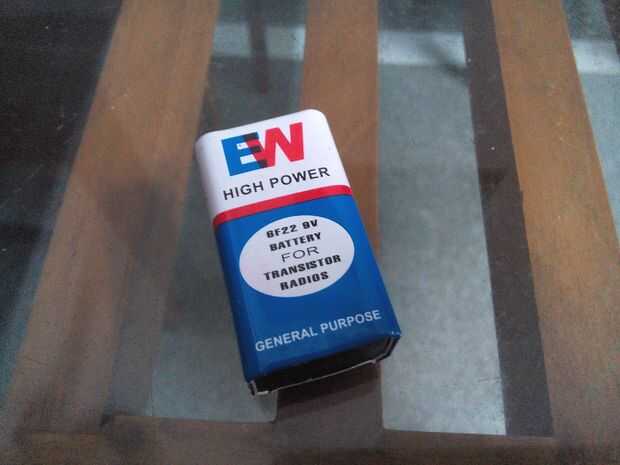 EW
HIGH POWER
6F22 9V
BATTERY
FOR
TRANSISTOR
RADIOS
GENERAL PURPOSE